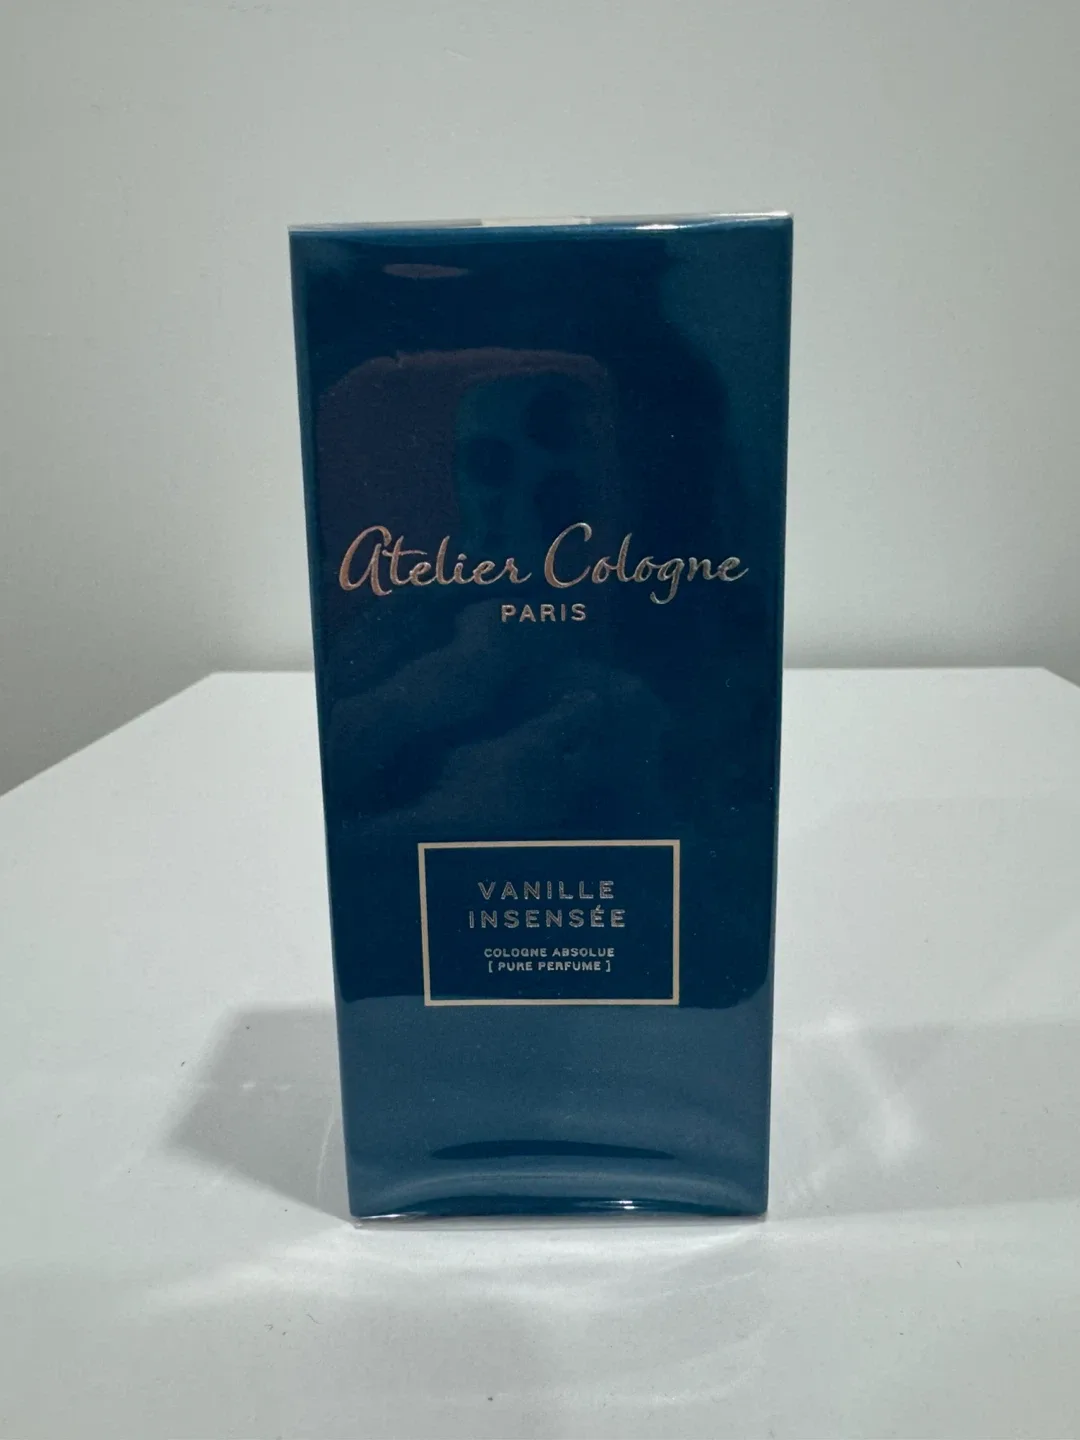 Atelier Cologne
PARIS
VANILLE
INSENSÉE
COLOGNE ABSOLUE
[ PURE PERFUME ]